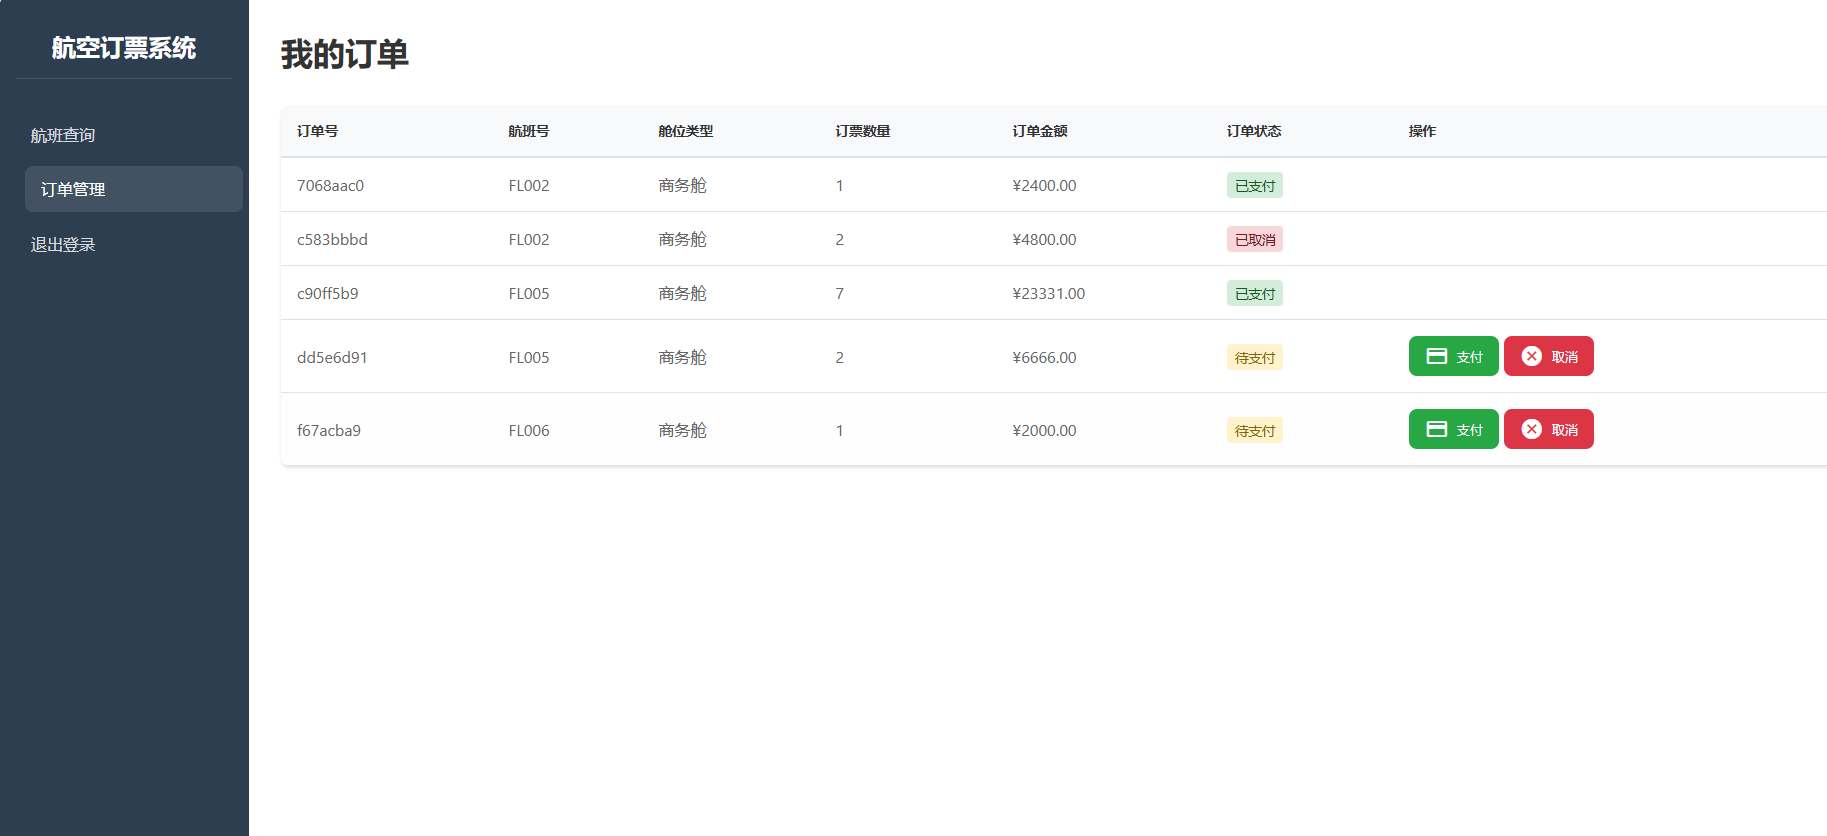 航空订票系统
航班查询
订单管理
退出登录
我的订单
订单号 航班号 舱位类型 订票数量 订单金额 订单状态 操作
7068aac0 FL002 商务舱 1 ¥2400.00 已支付
c583bbbd FL002 商务舱 2 ¥4800.00 已取消
c90ff5b9 FL005 商务舱 7 ¥23331.00 已支付
dd5e6d91 FL005 商务舱 2 ¥6666.00 待支付 支付 取消
f67acba9 FL006 商务舱 1 ¥2000.00 待支付 支付 取消